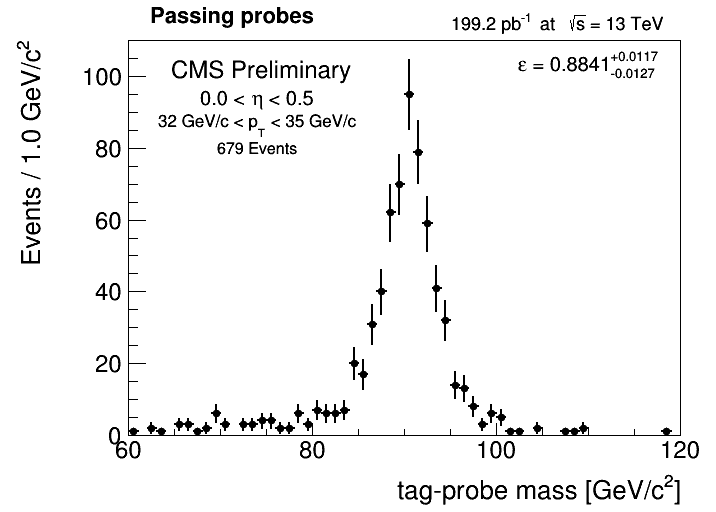 Passing probes
199.2 pb⁻¹ at √s = 13 TeV
CMS Preliminary
ε = 0.8841 +0.0117 -0.0127
0.0 < η < 0.5
32 GeV/c < p_T < 35 GeV/c
679 Events
Events / 1.0 GeV/c²
100
80
60
40
20
0
60 80 100 120
tag-probe mass [GeV/c²]